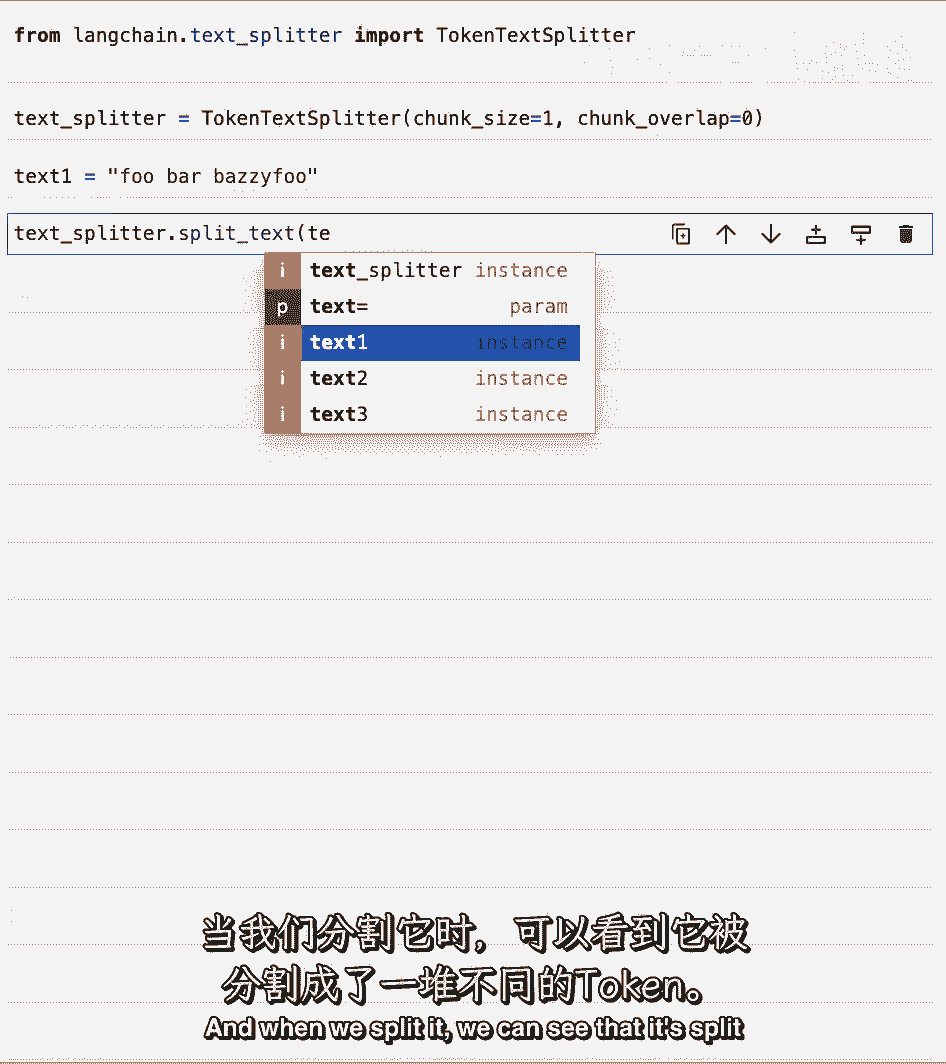 from langchain.text_splitter import TokenTextSplitter
text_splitter = TokenTextSplitter(chunk_size=1, chunk_overlap=0)
text1 = "foo bar bazzyfoo"
text_splitter.split_text(te
i text_splitter instance
p text= param
i text1 instance
i text2 instance
i text3 instance
当我们分割它时，可以看到它被
分割成了一堆不同的Token。
And when we split it, we can see that it's split